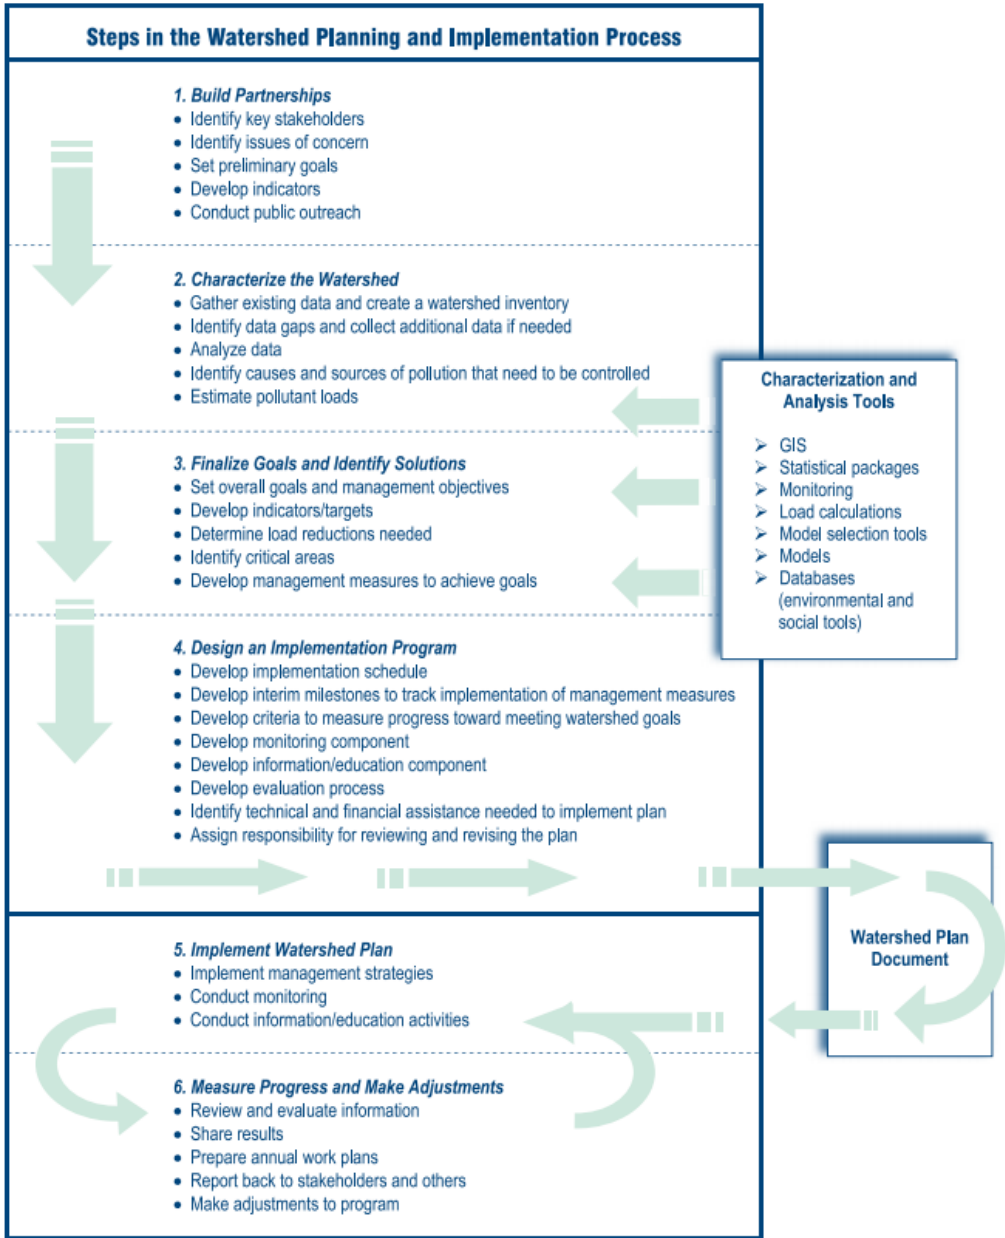 Steps in the Watershed Planning and Implementation Process
1. Build Partnerships
• Identify key stakeholders
• Identify issues of concern
• Set preliminary goals
• Develop indicators
• Conduct public outreach
2. Characterize the Watershed
• Gather existing data and create a watershed inventory
• Identify data gaps and collect additional data if needed
• Analyze data
• Identify causes and sources of pollution that need to be controlled
• Estimate pollutant loads
Characterization and
Analysis Tools
➢ GIS
➢ Statistical packages
➢ Monitoring
➢ Load calculations
➢ Model selection tools
➢ Models
➢ Databases
(environmental and
social tools)
3. Finalize Goals and Identify Solutions
• Set overall goals and management objectives
• Develop indicators/targets
• Determine load reductions needed
• Identify critical areas
• Develop management measures to achieve goals
4. Design an Implementation Program
• Develop implementation schedule
• Develop interim milestones to track implementation of management measures
• Develop criteria to measure progress toward meeting watershed goals
• Develop monitoring component
• Develop information/education component
• Develop evaluation process
• Identify technical and financial assistance needed to implement plan
• Assign responsibility for reviewing and revising the plan
Watershed Plan
Document
5. Implement Watershed Plan
• Implement management strategies
• Conduct monitoring
• Conduct information/education activities
6. Measure Progress and Make Adjustments
• Review and evaluate information
• Share results
• Prepare annual work plans
• Report back to stakeholders and others
• Make adjustments to program